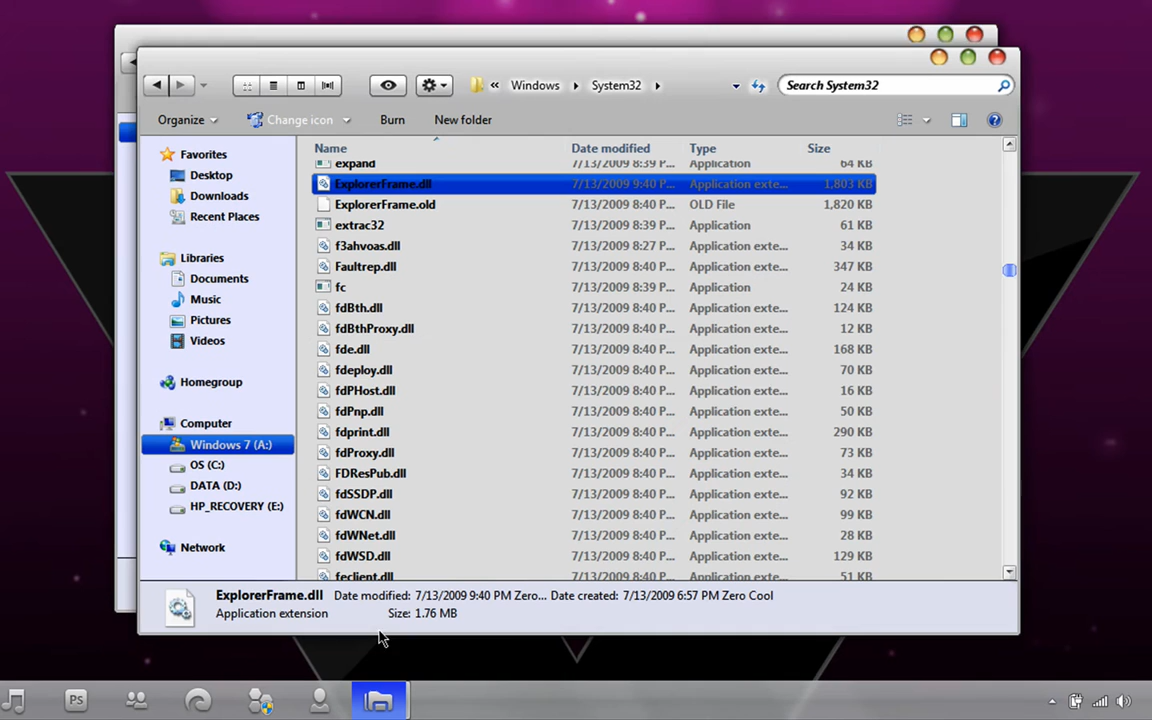 « Windows ▸ System32 ▸
Search System32
Organize Change icon Burn New folder
Name Date modified Type Size
Favorites
Desktop
Downloads
Recent Places
Libraries
Documents
Music
Pictures
Videos
Homegroup
Computer
Windows 7 (A:)
OS (C:)
DATA (D:)
HP_RECOVERY (E:)
Network
expand 7/13/2009 8:39 P... Application 64 KB
ExplorerFrame.dll 7/13/2009 9:40 P... Application exte... 1,803 KB
ExplorerFrame.old 7/13/2009 8:40 P... OLD File 1,820 KB
extrac32 7/13/2009 8:39 P... Application 61 KB
f3ahvoas.dll 7/13/2009 8:27 P... Application exte... 34 KB
Faultrep.dll 7/13/2009 8:40 P... Application exte... 347 KB
fc 7/13/2009 8:39 P... Application 24 KB
fdBth.dll 7/13/2009 8:40 P... Application exte... 124 KB
fdBthProxy.dll 7/13/2009 8:40 P... Application exte... 12 KB
fde.dll 7/13/2009 8:40 P... Application exte... 168 KB
fdeploy.dll 7/13/2009 8:40 P... Application exte... 70 KB
fdPHost.dll 7/13/2009 8:40 P... Application exte... 16 KB
fdPnp.dll 7/13/2009 8:40 P... Application exte... 50 KB
fdprint.dll 7/13/2009 8:40 P... Application exte... 290 KB
fdProxy.dll 7/13/2009 8:40 P... Application exte... 73 KB
FDResPub.dll 7/13/2009 8:40 P... Application exte... 34 KB
fdSSDP.dll 7/13/2009 8:40 P... Application exte... 92 KB
fdWCN.dll 7/13/2009 8:40 P... Application exte... 99 KB
fdWNet.dll 7/13/2009 8:40 P... Application exte... 35 KB
fdWSD.dll 7/13/2009 8:40 P... Application exte... 129 KB
feclient.dll 7/13/2009 8:40 P... Application exte... 51 KB
ExplorerFrame.dll Date modified: 7/13/2009 9:40 PM Zero... Date created: 7/13/2009 6:57 PM Zero Cool
Application extension Size: 1.76 MB
Ps